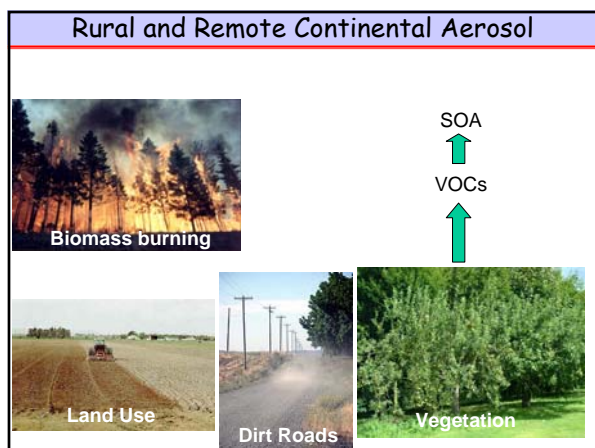 Rural and Remote Continental Aerosol
SOA
VOCs
Biomass burning
Land Use
Dirt Roads
Vegetation